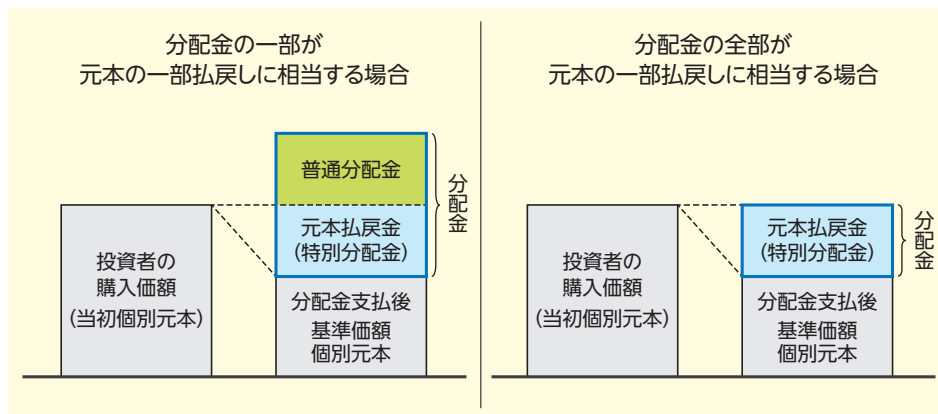 分配金の一部が
元本の一部払戻しに相当する場合
普通分配金
元本払戻金
(特別分配金)
分配金
投資者の
購入価額
(当初個別元本)
分配金支払後
基準価額
個別元本
分配金の全部が
元本の一部払戻しに相当する場合
元本払戻金
(特別分配金)
分配金
投資者の
購入価額
(当初個別元本)
分配金支払後
基準価額
個別元本